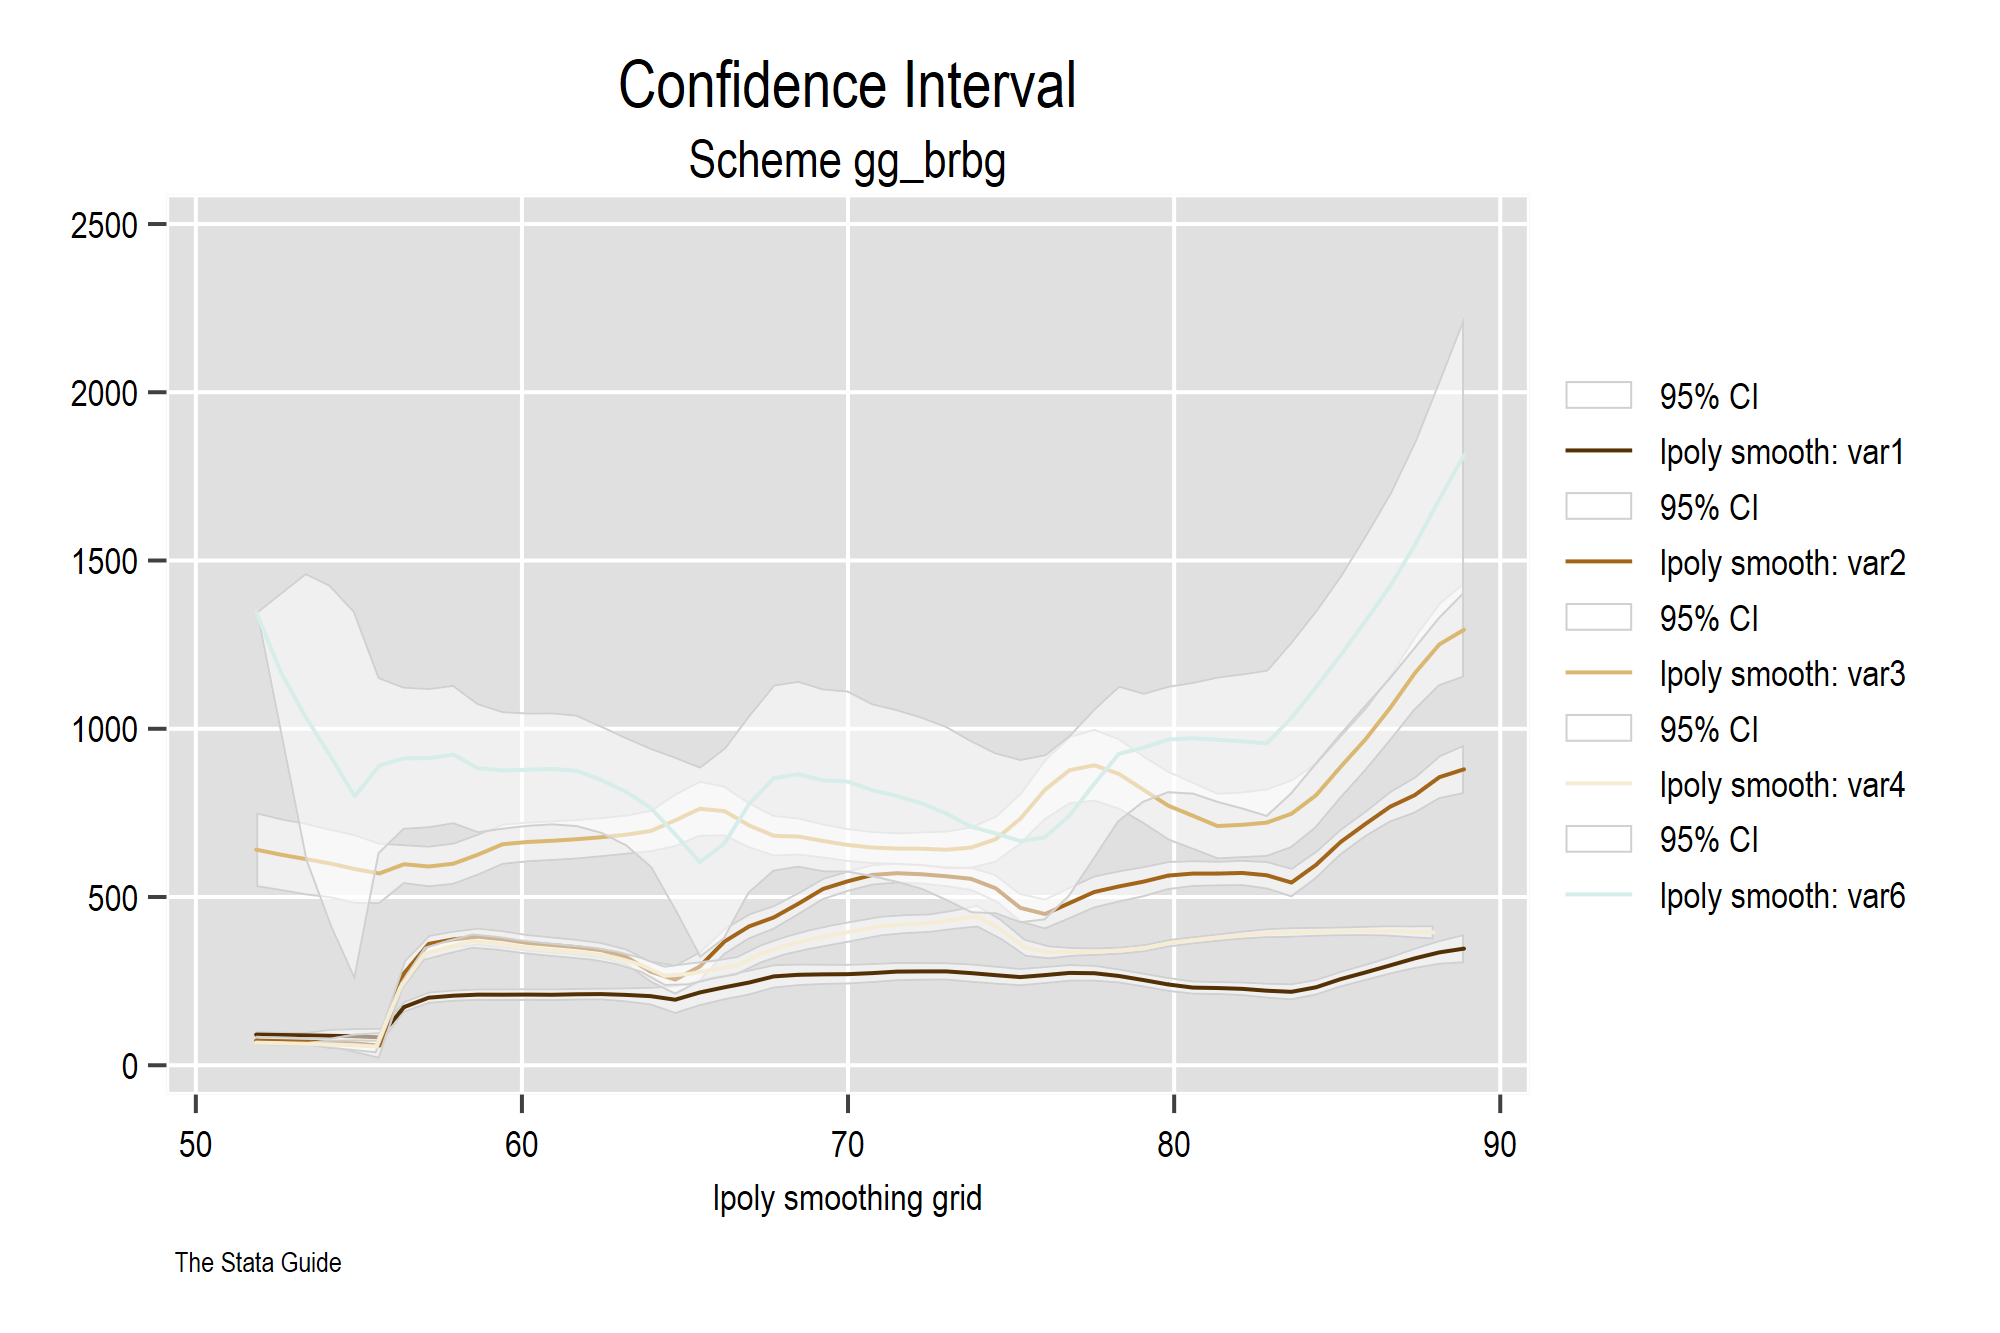 Confidence Interval
Scheme gg_brbg
2500
2000
1500
1000
500
0
50 60 70 80 90
lpoly smoothing grid
95% CI
lpoly smooth: var1
95% CI
lpoly smooth: var2
95% CI
lpoly smooth: var3
95% CI
lpoly smooth: var4
95% CI
lpoly smooth: var6
The Stata Guide